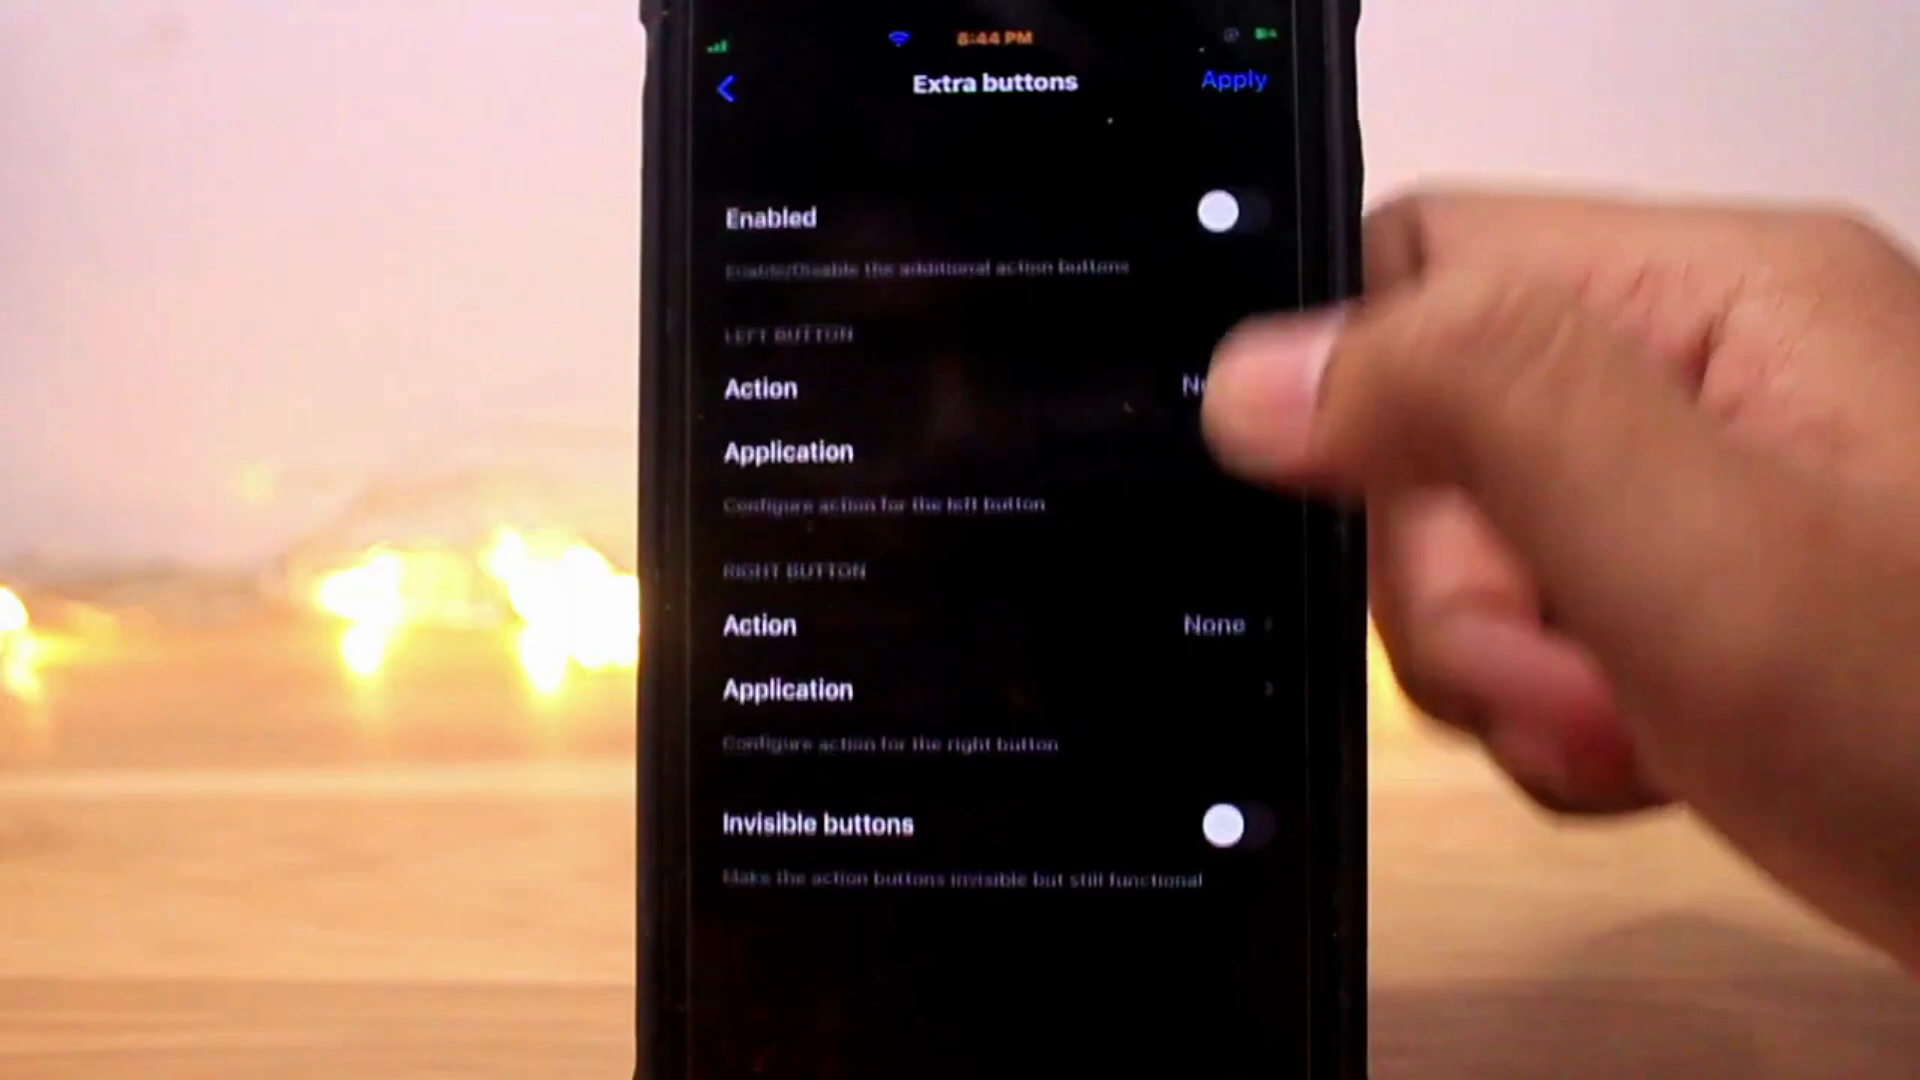 8:44 PM
Extra buttons
Apply
Enabled
Enable/Disable the additional action buttons
LEFT BUTTON
Action
Application
Configure action for the left button
RIGHT BUTTON
Action None
Application
Configure action for the right button
Invisible buttons
Make the action buttons invisible but still functional